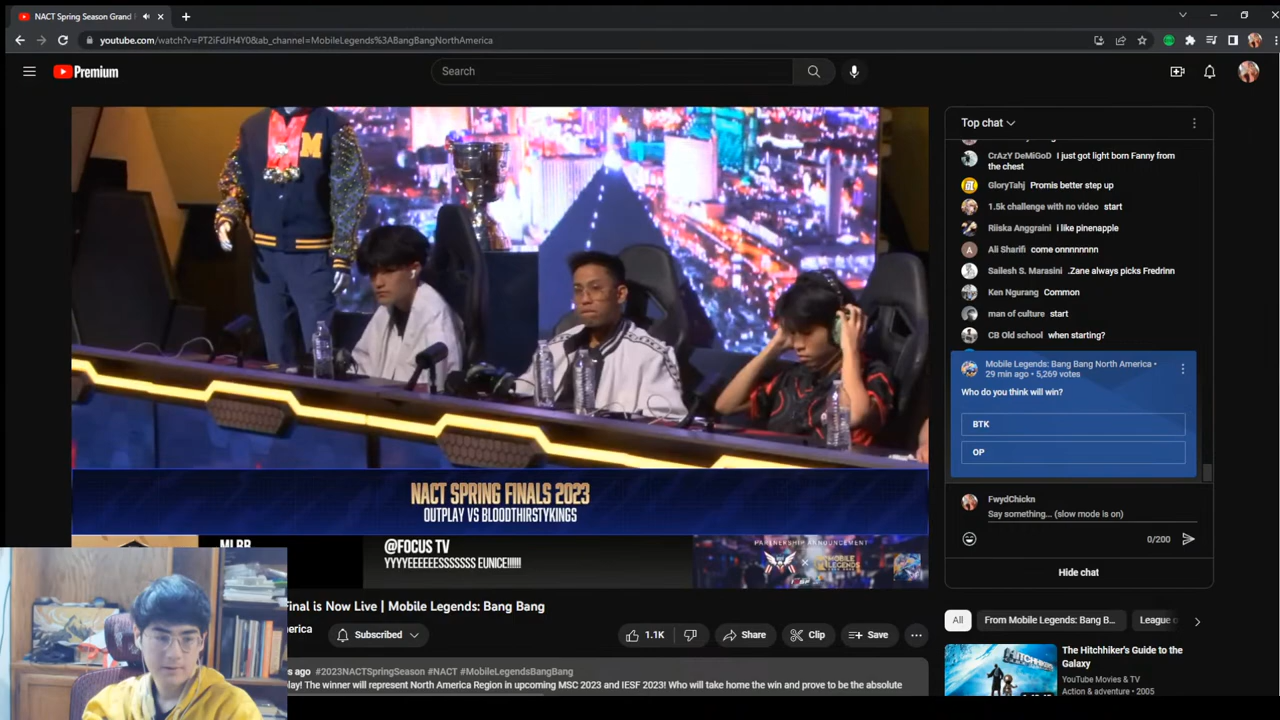 NACT Spring Season Grand
youtube.com/watch?v=PT2iFdJH4Y0&ab_channel=MobileLegends%3ABangBangNorthAmerica
Premium
Search
M
NACT SPRING FINALS 2023
OUTPLAY VS BLOODTHIRSTYKINGS
MLBB
@FOCUS TV
YYYYEEEEEESSSSSSS EUNICE!!!!!
PARTNERSHIP ANNOUNCEMENT
MOBILE LEGENDS
Final is Now Live | Mobile Legends: Bang Bang
erica
Subscribed
1.1K
Share
Clip
Save
s ago #2023NACTSpringSeason #NACT #MobileLegendsBangBang
lay! The winner will represent North America Region in upcoming MSC 2023 and IESF 2023! Who will take home the win and prove to be the absolute
Top chat
CrAzY DeMiGoD I just got light born Fanny from
the chest
GloryTahj Promis better step up
1.5k challenge with no video start
Riiska Anggraini i like pinenapple
Ali Sharifi come onnnnnnnn
Sailesh S. Marasini .Zane always picks Fredrinn
Ken Ngurang Common
man of culture start
CB Old school when starting?
Mobile Legends: Bang Bang North America •
29 min ago • 5,269 votes
Who do you think will win?
BTK
OP
FwydChickn
Say something... (slow mode is on)
0/200
Hide chat
All
From Mobile Legends: Bang B...
League o
The Hitchhiker's Guide to the
Galaxy
YouTube Movies & TV
Action & adventure • 2005